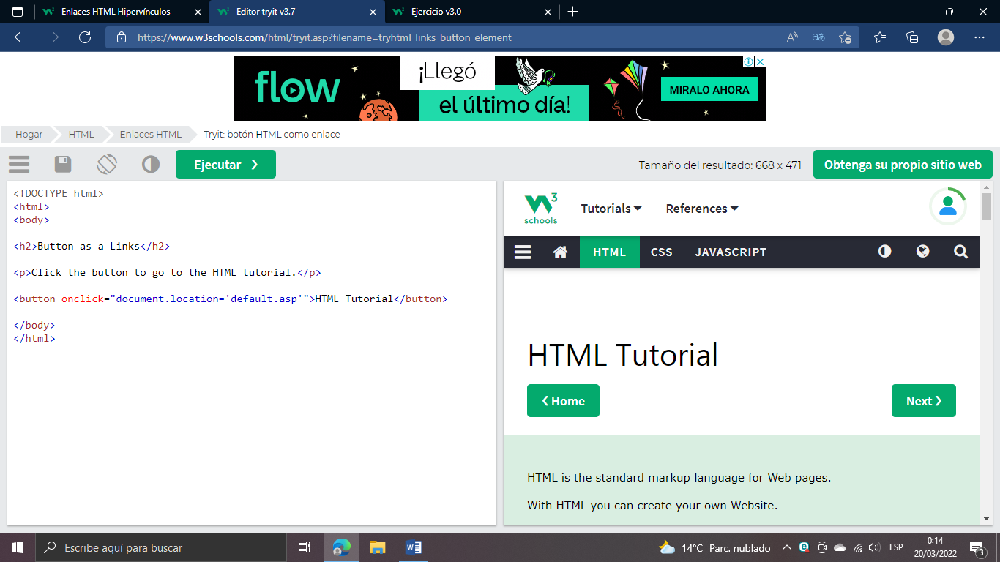 Enlaces HTML Hipervínculos
Editor tryit v3.7
Ejercicio v3.0
https://www.w3schools.com/html/tryit.asp?filename=tryhtml_links_button_element
flow
¡Llegó
el último día!
MIRALO AHORA
Hogar
HTML
Enlaces HTML
Tryit: botón HTML como enlace
Ejecutar ❯
Tamaño del resultado: 668 x 471
Obtenga su propio sitio web
<!DOCTYPE html>
<html>
<body>
<h2>Button as a Links</h2>
<p>Click the button to go to the HTML tutorial.</p>
<button onclick="document.location='default.asp'">HTML Tutorial</button>
</body>
</html>
W3
schools
Tutorials
References
HTML
CSS
JAVASCRIPT
HTML Tutorial
❮ Home
Next ❯
HTML is the standard markup language for Web pages.
With HTML you can create your own Website.
Escribe aquí para buscar
14°C Parc. nublado
ESP
0:14
20/03/2022
3